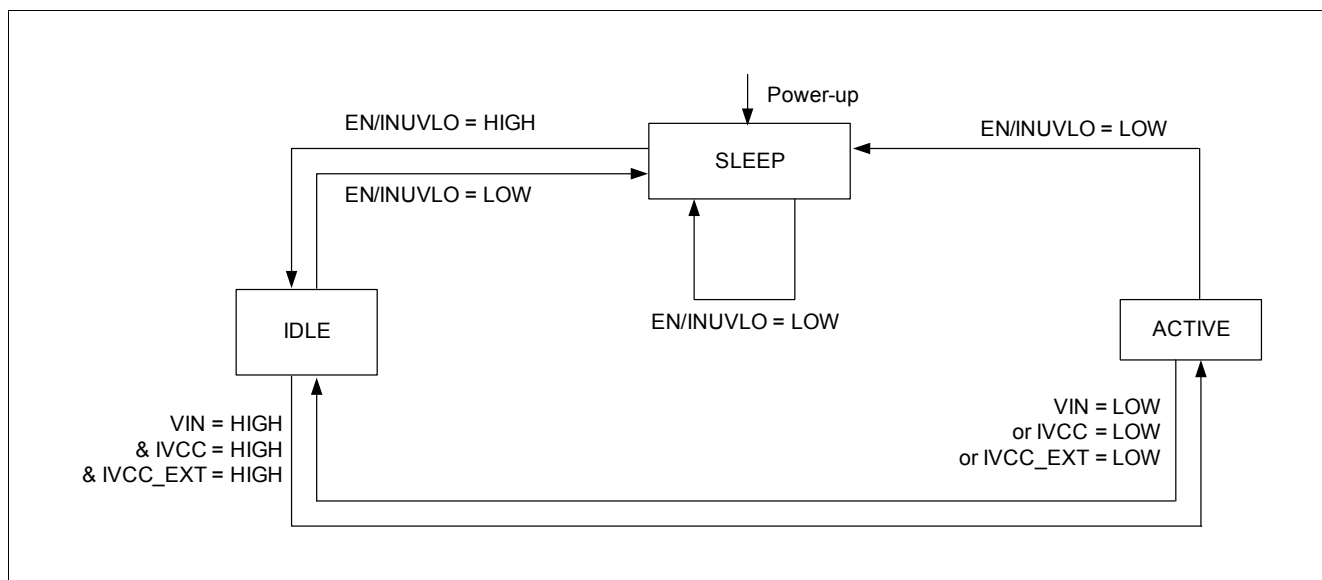 Power-up
EN/INUVLO = HIGH
EN/INUVLO = LOW
SLEEP
EN/INUVLO = LOW
EN/INUVLO = LOW
IDLE
ACTIVE
VIN = HIGH
& IVCC = HIGH
& IVCC_EXT = HIGH
VIN = LOW
or IVCC = LOW
or IVCC_EXT = LOW